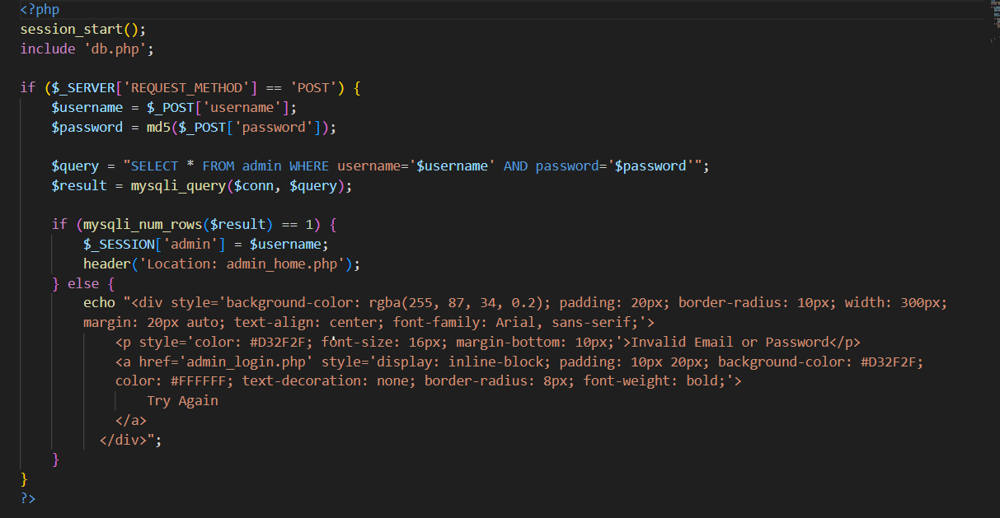 <?php
session_start();
include 'db.php';
if ($_SERVER['REQUEST_METHOD'] == 'POST') {
$username = $_POST['username'];
$password = md5($_POST['password']);
$query = "SELECT * FROM admin WHERE username='$username' AND password='$password'";
$result = mysqli_query($conn, $query);
if (mysqli_num_rows($result) == 1) {
$_SESSION['admin'] = $username;
header('Location: admin_home.php');
} else {
echo "<div style='background-color: rgba(255, 87, 34, 0.2); padding: 20px; border-radius: 10px; width: 300px;
margin: 20px auto; text-align: center; font-family: Arial, sans-serif;'>
<p style='color: #D32F2F; font-size: 16px; margin-bottom: 10px;'>Invalid Email or Password</p>
<a href='admin_login.php' style='display: inline-block; padding: 10px 20px; background-color: #D32F2F;
color: #FFFFFF; text-decoration: none; border-radius: 8px; font-weight: bold;'>
Try Again
</a>
</div>";
}
}
?>